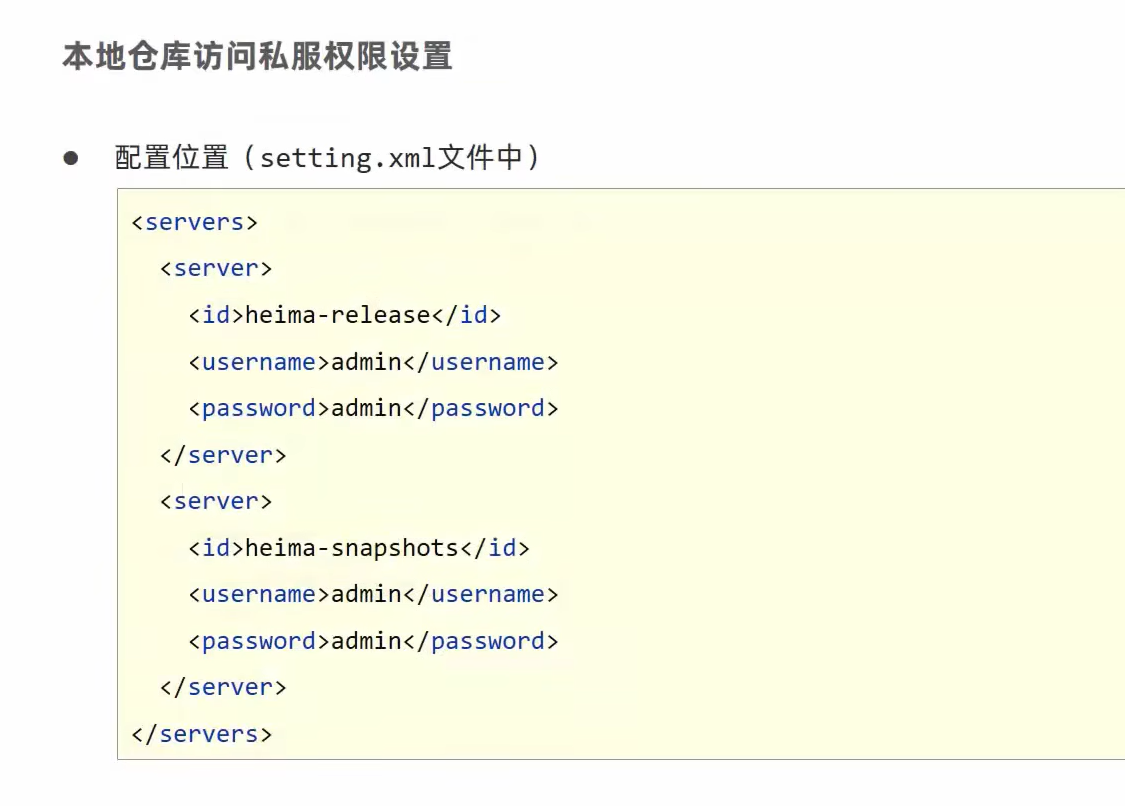 本地仓库访问私服权限设置
● 配置位置（setting.xml文件中）
<servers>
<server>
<id>heima-release</id>
<username>admin</username>
<password>admin</password>
</server>
<server>
<id>heima-snapshots</id>
<username>admin</username>
<password>admin</password>
</server>
</servers>